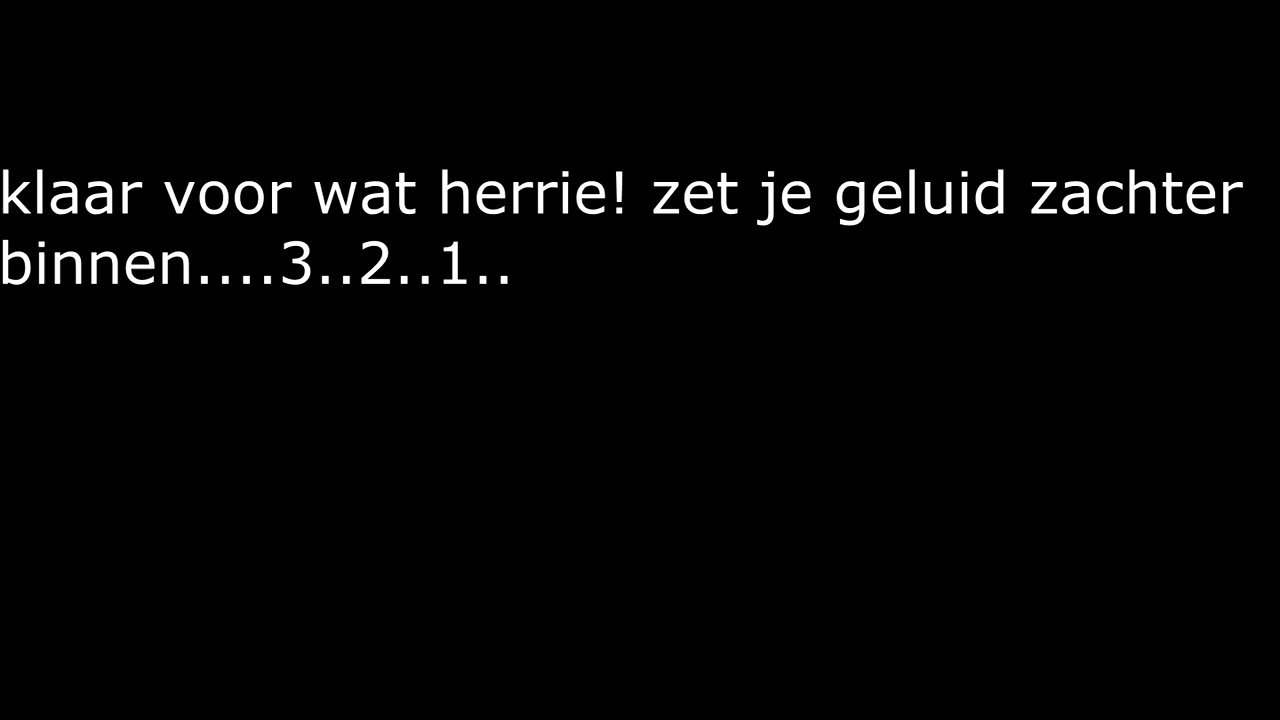 klaar voor wat herrie! zet je geluid zachter
binnen....3..2..1..